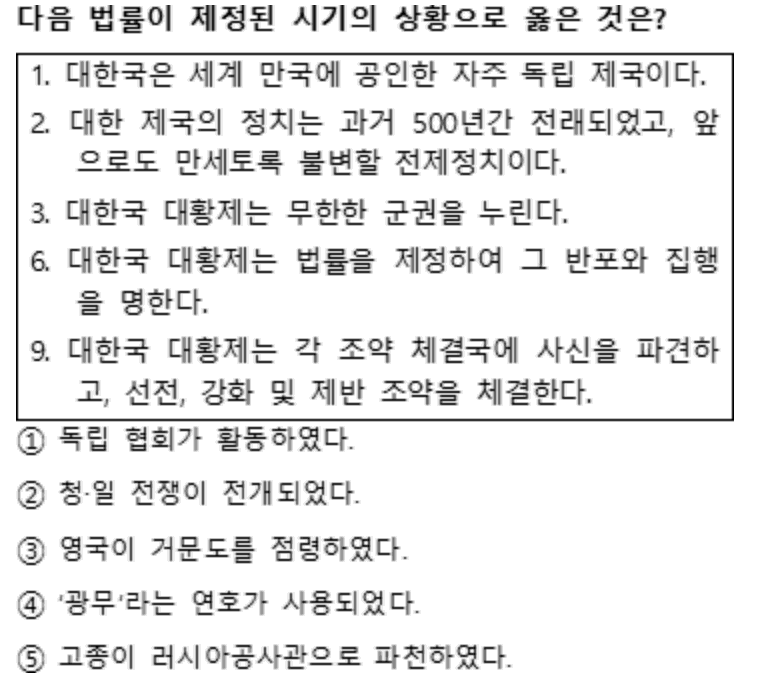 다음 법률이 제정된 시기의 상황으로 옳은 것은?
1. 대한국은 세계 만국에 공인한 자주 독립 제국이다.
2. 대한 제국의 정치는 과거 500년간 전래되었고, 앞
으로도 만세토록 불변할 전제정치이다.
3. 대한국 대황제는 무한한 군권을 누린다.
6. 대한국 대황제는 법률을 제정하여 그 반포와 집행
을 명한다.
9. 대한국 대황제는 각 조약 체결국에 사신을 파견하
고, 선전, 강화 및 제반 조약을 체결한다.
① 독립 협회가 활동하였다.
② 청·일 전쟁이 전개되었다.
③ 영국이 거문도를 점령하였다.
④ '광무'라는 연호가 사용되었다.
⑤ 고종이 러시아공사관으로 파천하였다.